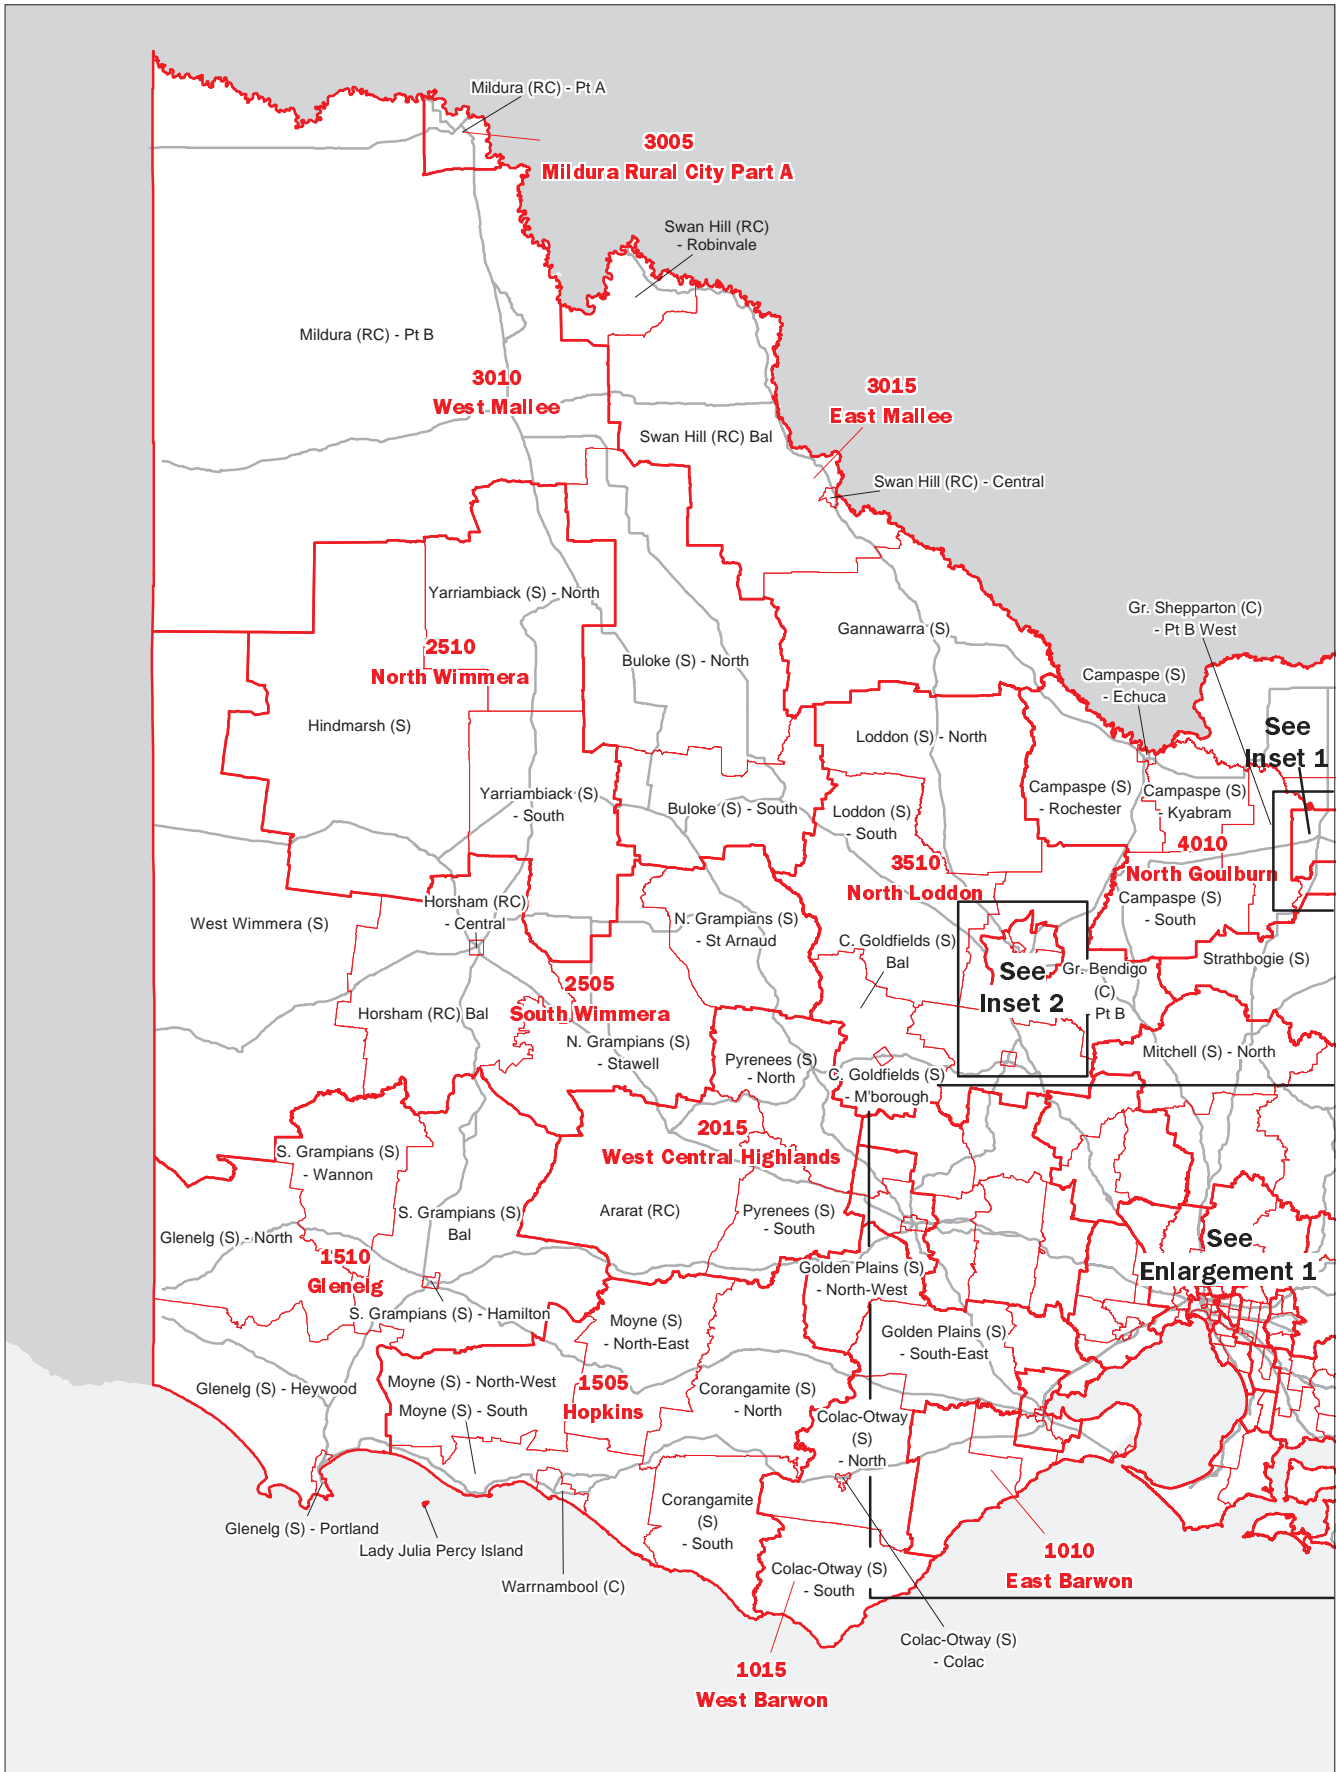 Mildura (RC) - Pt A
3005
Mildura Rural City Part A
Swan Hill (RC)
- Robinvale
Mildura (RC) - Pt B
3010
West Mallee
3015
East Mallee
Swan Hill (RC) Bal
Swan Hill (RC) - Central
Yarriambiack (S) - North
2510
North Wimmera
Gannawarra (S)
Gr. Shepparton (C)
- Pt B West
Buloke (S) - North
Campaspe (S)
- Echuca
Hindmarsh (S)
Loddon (S) - North
See
Inset 1
Yarriambiack (S)
- South
Buloke (S) - South
Loddon (S)
- South
Campaspe (S)
- Rochester
Campaspe (S)
- Kyabram
3510
North Loddon
4010
North Goulburn
West Wimmera (S)
Horsham (RC)
- Central
N. Grampians (S)
- St Arnaud
Campaspe (S)
- South
C. Goldfields (S)
Bal
See
Inset 2
Gr. Bendigo
(C)
Pt B
Strathbogie (S)
2505
South Wimmera
Horsham (RC) Bal
N. Grampians (S)
- Stawell
Pyrenees (S)
- North
C. Goldfields (S)
- M'borough
Mitchell (S) - North
2015
West Central Highlands
S. Grampians (S)
- Wannon
S. Grampians (S)
Bal
Ararat (RC)
Pyrenees (S)
- South
Glenelg (S) - North
1510
Glenelg
See
Enlargement 1
Golden Plains (S)
- North-West
S. Grampians (S) - Hamilton
Moyne (S)
- North-East
Golden Plains (S)
- South-East
Glenelg (S) - Heywood
Moyne (S) - North-West
Moyne (S) - South
1505
Hopkins
Corangamite (S)
- North
Colac-Otway
(S)
- North
Corangamite
(S)
- South
Glenelg (S) - Portland
Lady Julia Percy Island
Warrnambool (C)
Colac-Otway (S)
- South
1010
East Barwon
Colac-Otway (S)
- Colac
1015
West Barwon